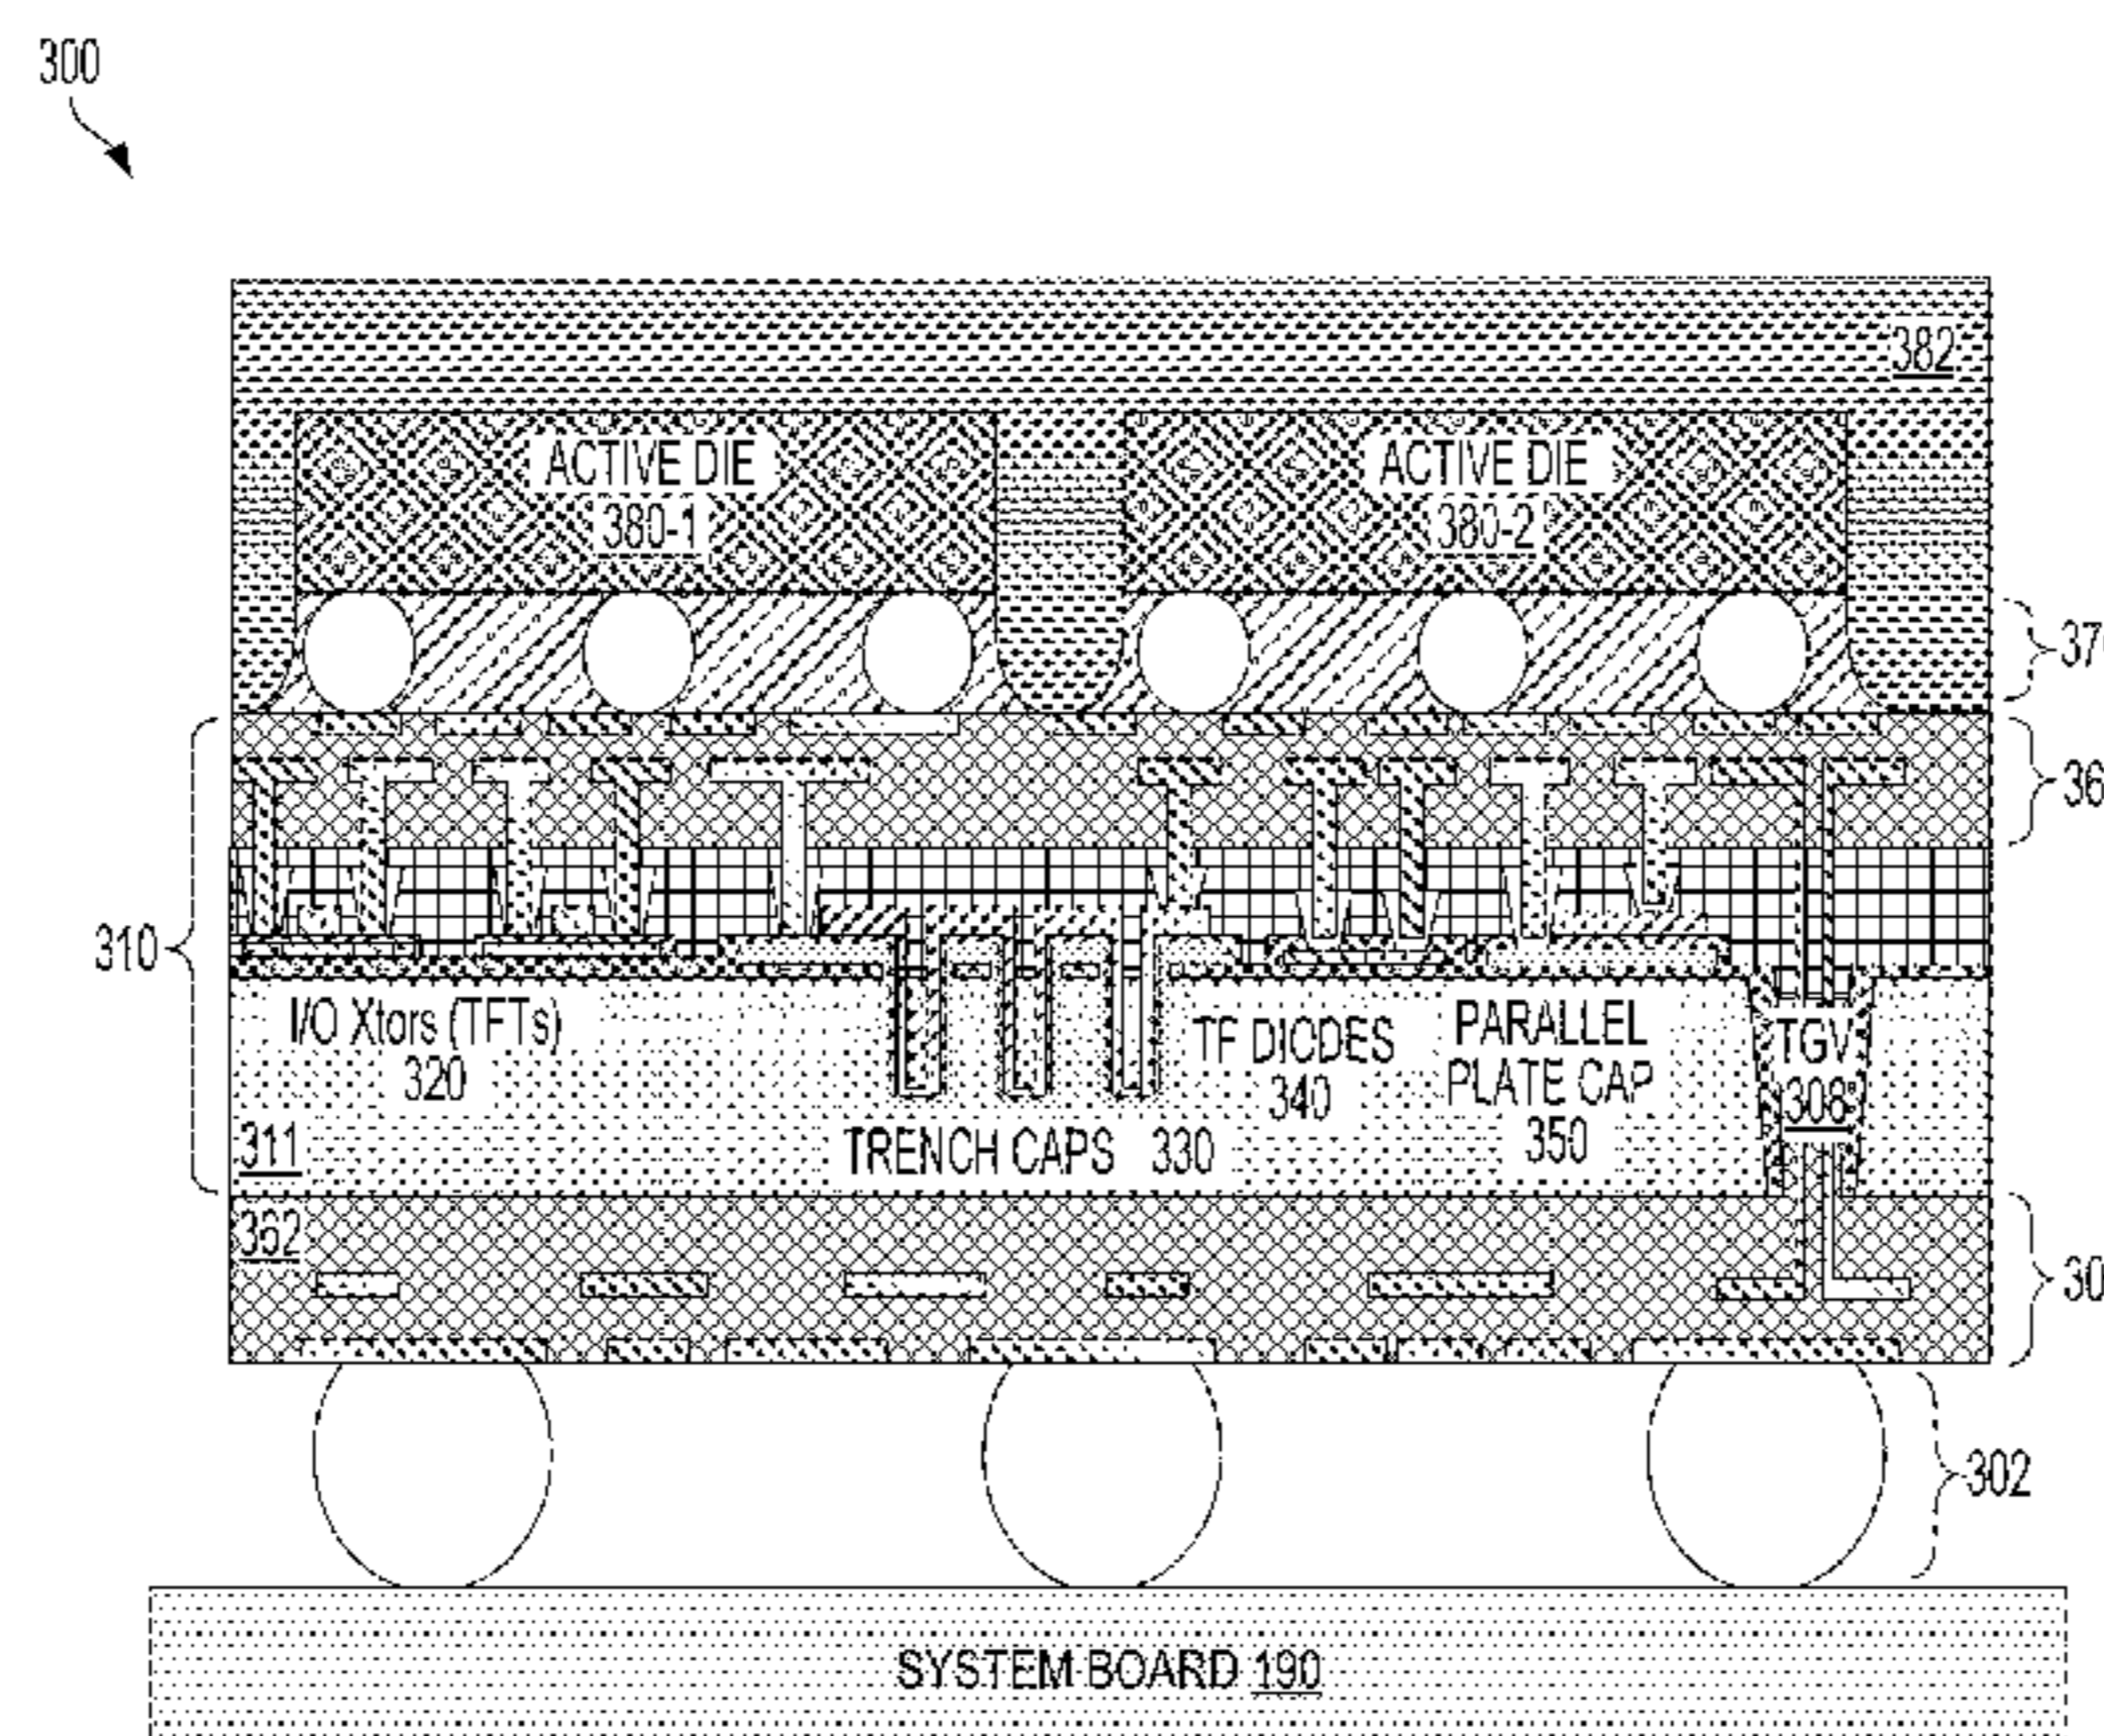 300
382
ACTIVE DIE
380-1
ACTIVE DIE
380-2
310
I/O Xtors (TFTs)
320
TF DIODES
340
PARALLEL
PLATE CAP
350
TGV
308
311
TRENCH CAPS 330
362
302
SYSTEM BOARD 190